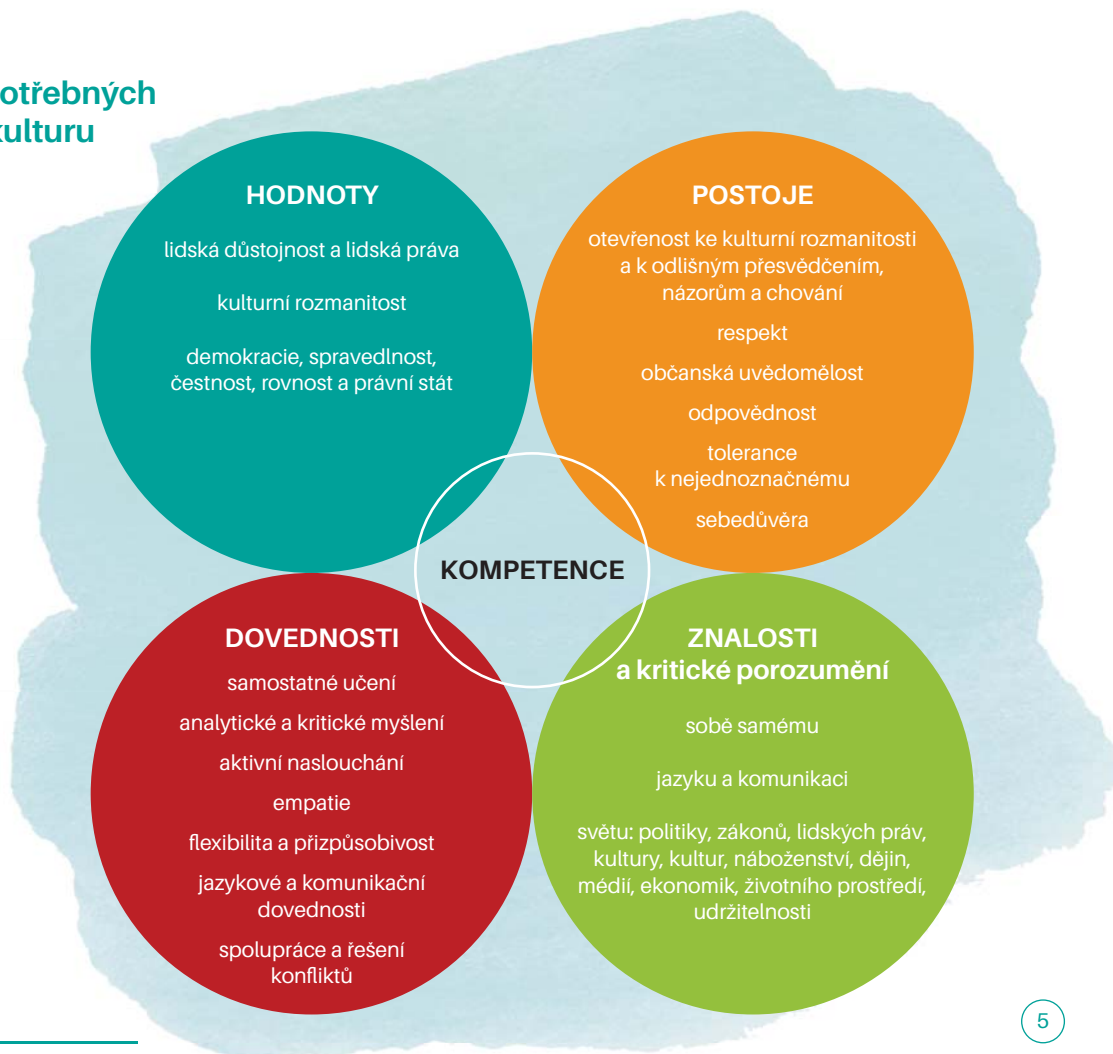 otřebných
kulturu
HODNOTY
lidská důstojnost a lidská práva
kulturní rozmanitost
demokracie, spravedlnost,
čestnost, rovnost a právní stát
POSTOJE
otevřenost ke kulturní rozmanitosti
a k odlišným přesvědčením,
názorům a chování
respekt
občanská uvědomělost
odpovědnost
tolerance
k nejednoznačnému
sebedůvěra
KOMPETENCE
DOVEDNOSTI
samostatné učení
analytické a kritické myšlení
aktivní naslouchání
empatie
flexibilita a přizpůsobivost
jazykové a komunikační
dovednosti
spolupráce a řešení
konfliktů
ZNALOSTI
a kritické porozumění
sobě samému
jazyku a komunikaci
světu: politiky, zákonů, lidských práv,
kultury, kultur, náboženství, dějin,
médií, ekonomik, životního prostředí,
udržitelnosti
5